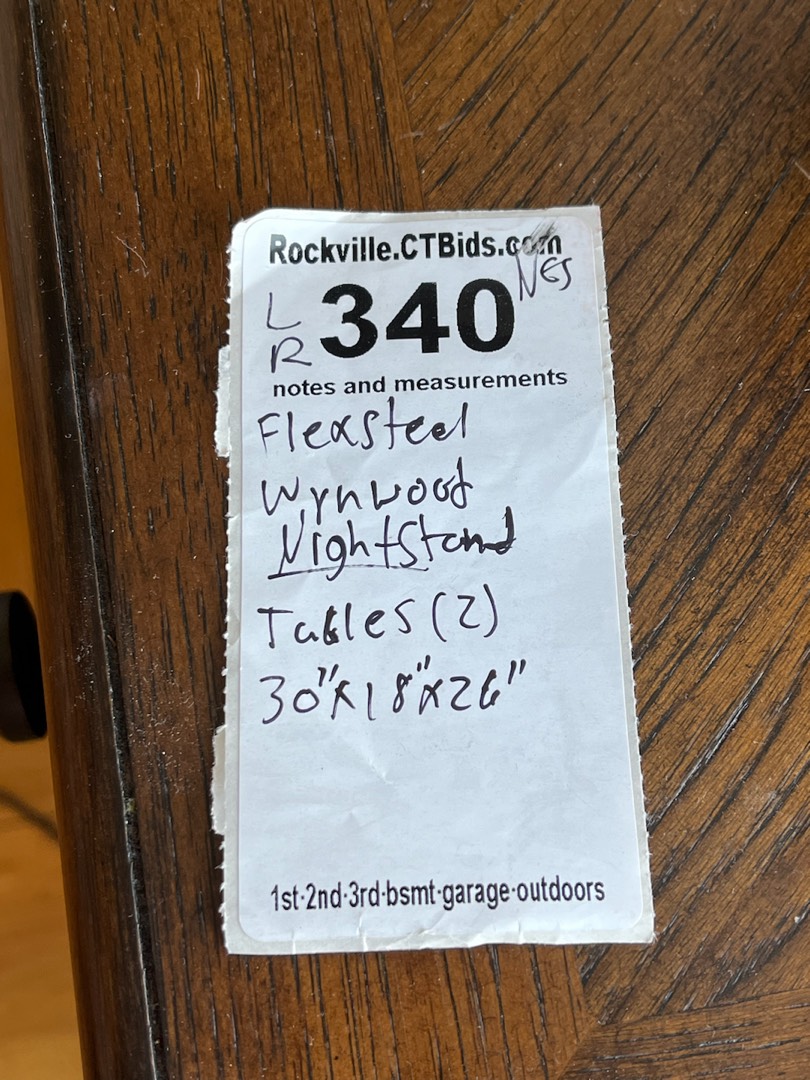 Rockville.CTBids.com
NES
L
R
340
notes and measurements
Flexsteel
Wynwood
Nightstand
Tables (2)
30"x18"x26"
1st·2nd·3rd·bsmt·garage·outdoors